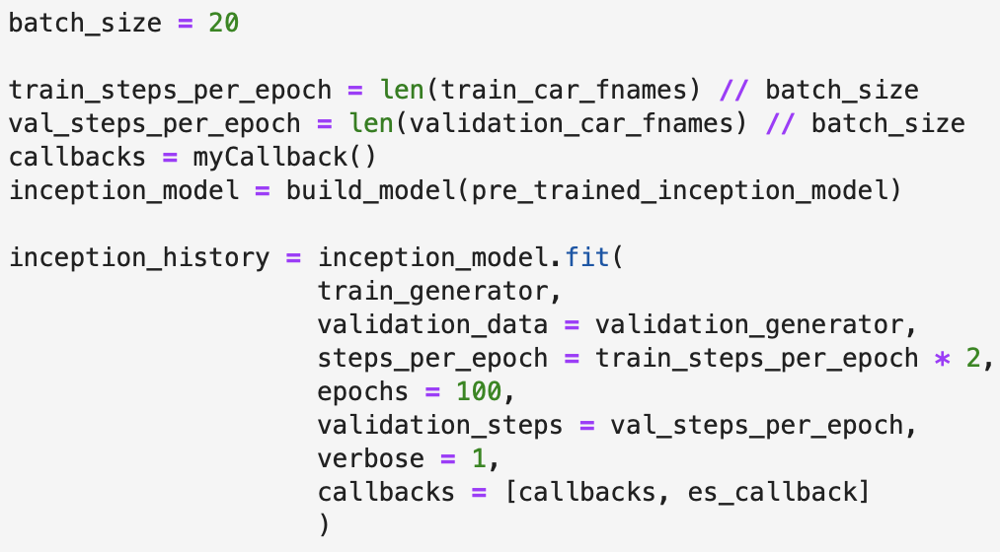 batch_size = 20
train_steps_per_epoch = len(train_car_fnames) // batch_size
val_steps_per_epoch = len(validation_car_fnames) // batch_size
callbacks = myCallback()
inception_model = build_model(pre_trained_inception_model)
inception_history = inception_model.fit(
train_generator,
validation_data = validation_generator,
steps_per_epoch = train_steps_per_epoch * 2,
epochs = 100,
validation_steps = val_steps_per_epoch,
verbose = 1,
callbacks = [callbacks, es_callback]
)